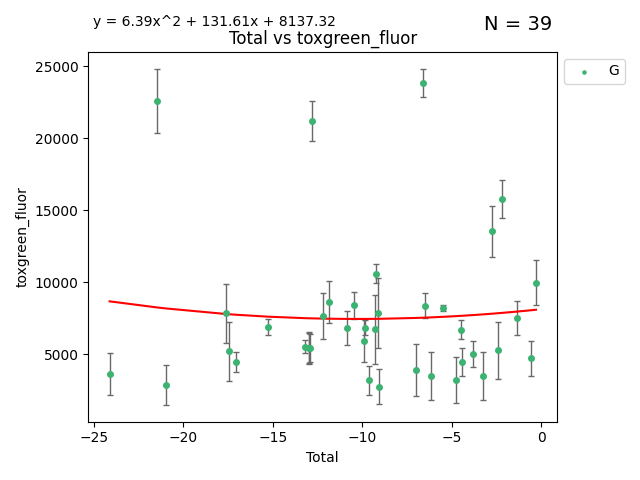 y = 6.39x^2 + 131.61x + 8137.32
N = 39
Total vs toxgreen_fluor
G
25000
20000
15000
10000
5000
toxgreen_fluor
−25
−20
−15
−10
−5
0
Total